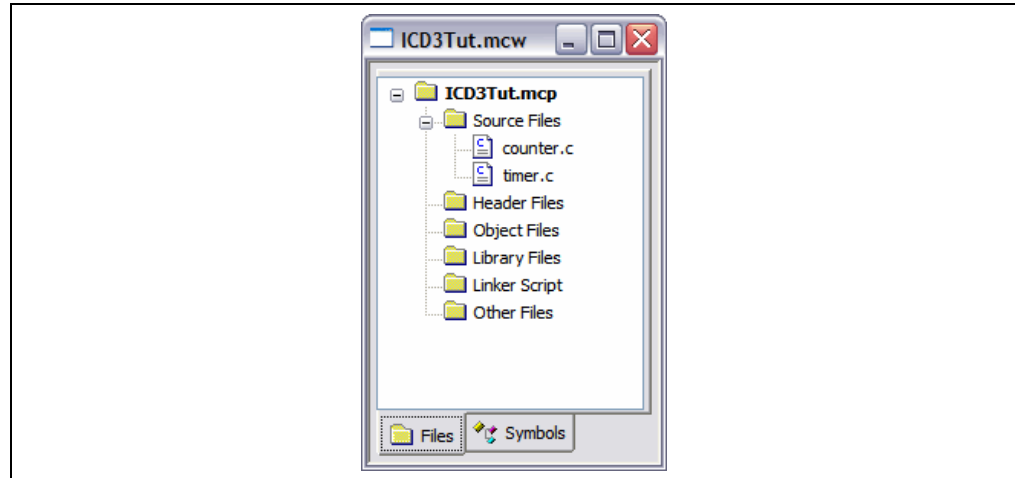 ICD3Tut.mcw
ICD3Tut.mcp
Source Files
counter.c
timer.c
Header Files
Object Files
Library Files
Linker Script
Other Files
Files Symbols